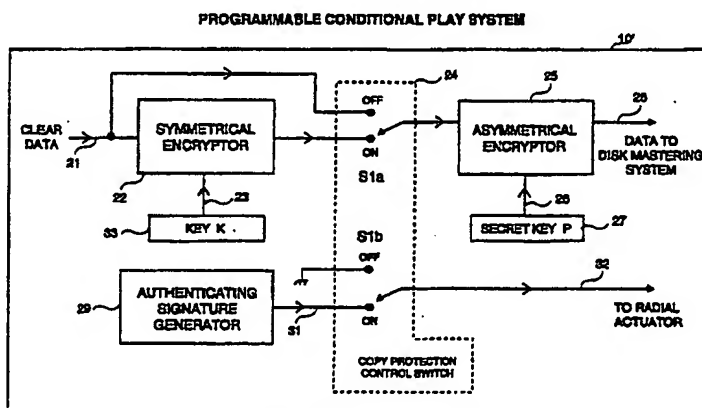 PROGRAMMABLE CONDITIONAL PLAY SYSTEM
10'
24
25
OFF
CLEAR DATA
21
SYMMETRICAL ENCRYPTOR
22
ON
S1a
ASYMMETRICAL ENCRYPTOR
28
DATA TO DISK MASTERING SYSTEM
23
26
33
KEY K
S1b
SECRET KEY P
27
OFF
29
AUTHENTICATING SIGNATURE GENERATOR
31
ON
32
TO RADIAL ACTUATOR
COPY PROTECTION CONTROL SWITCH